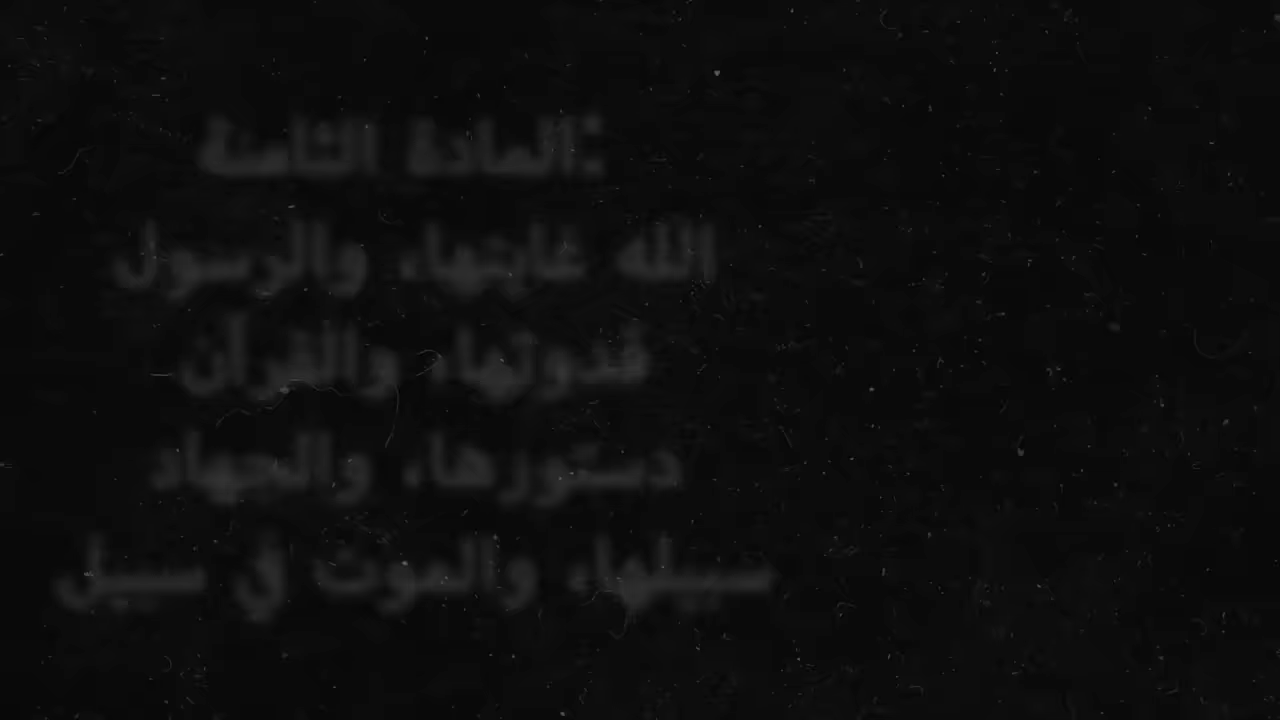 المادة الثامنة:
الله غايتها، والرسول
قدوتها، والقرآن
دستورها، والجهاد
سبيلها، والموت في سبيل